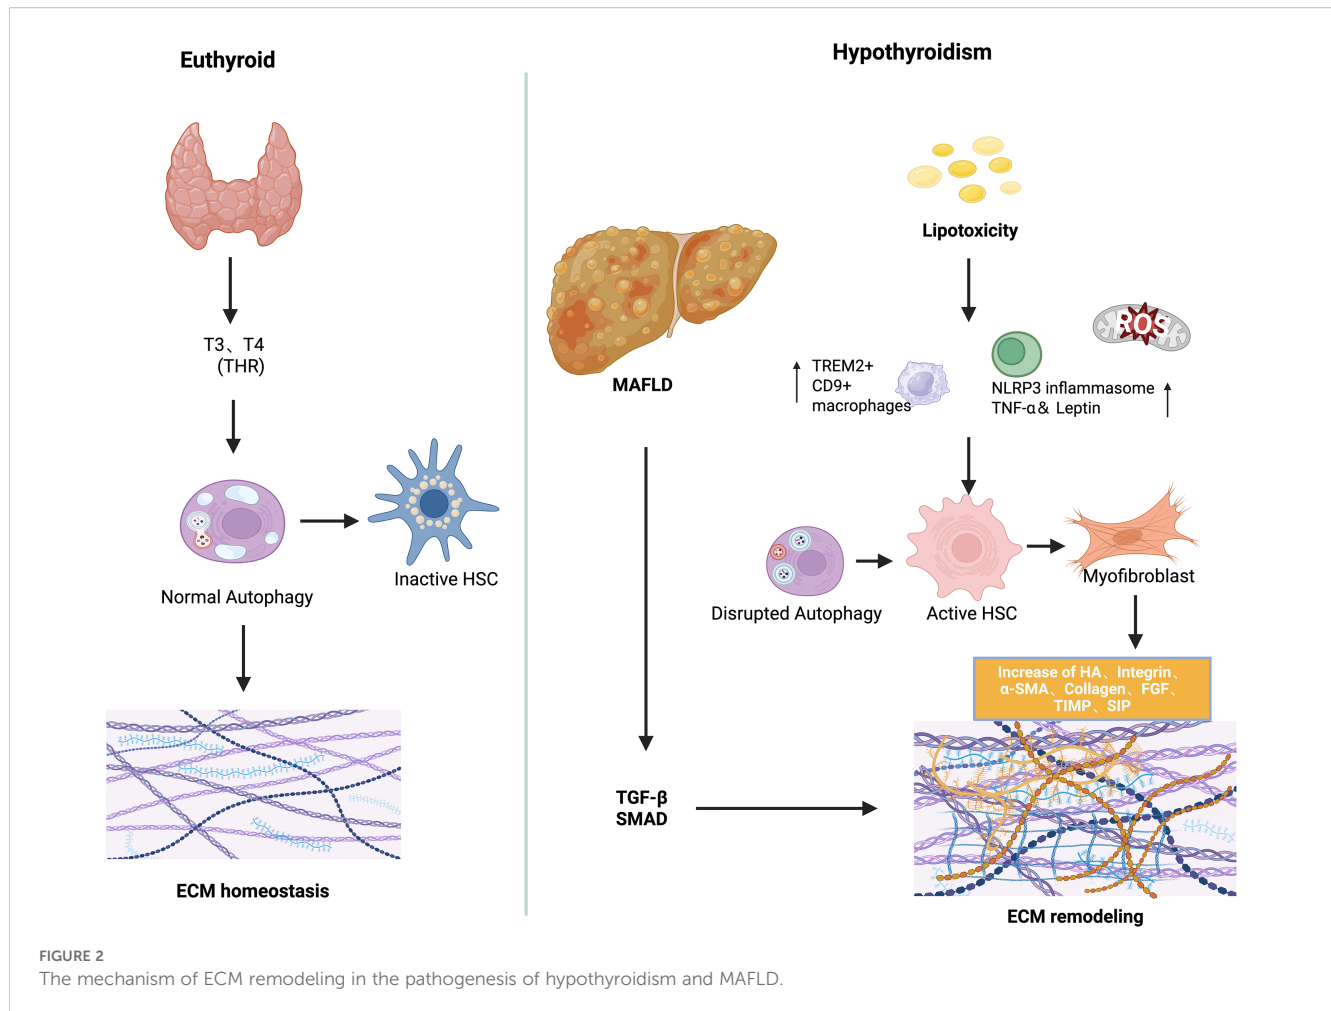 Euthyroid
T3、T4
(THR)
Normal Autophagy
Inactive HSC
ECM homeostasis
Hypothyroidism
Lipotoxicity
MAFLD
TREM2+
CD9+
macrophages
ROS
NLRP3 inflammasome
TNF-α& Leptin
Disrupted Autophagy
Active HSC
Myofibroblast
Increase of HA、Integrin、
α-SMA、Collagen、FGF、
TIMP、SIP
TGF-β
SMAD
ECM remodeling
FIGURE 2
The mechanism of ECM remodeling in the pathogenesis of hypothyroidism and MAFLD.